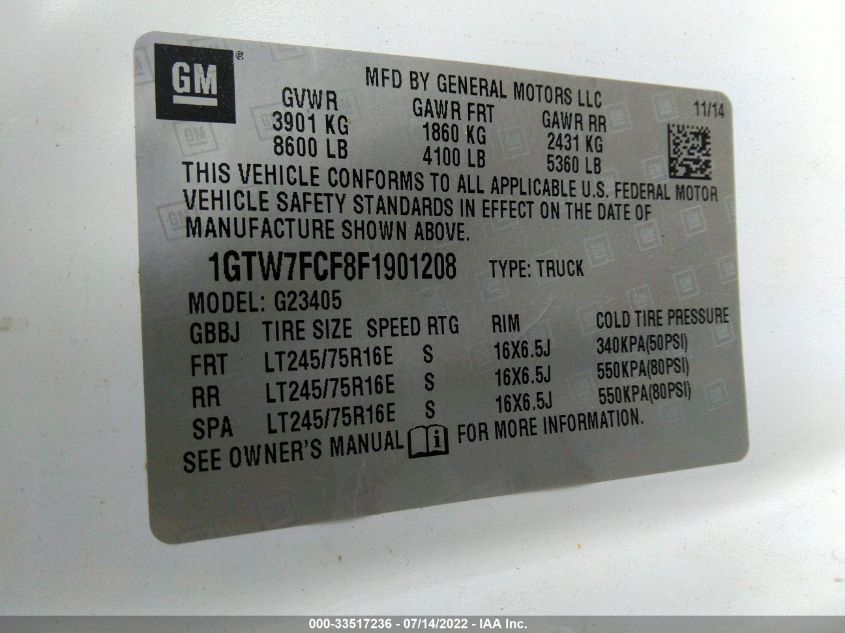 GM®
MFD BY GENERAL MOTORS LLC
11/14
GVWR GAWR FRT GAWR RR
3901 KG 1860 KG 2431 KG
8600 LB 4100 LB 5360 LB
THIS VEHICLE CONFORMS TO ALL APPLICABLE U.S. FEDERAL MOTOR
VEHICLE SAFETY STANDARDS IN EFFECT ON THE DATE OF
MANUFACTURE SHOWN ABOVE.
1GTW7FCF8F1901208 TYPE: TRUCK
MODEL: G23405
GBBJ TIRE SIZE SPEED RTG RIM COLD TIRE PRESSURE
FRT LT245/75R16E S 16X6.5J 340KPA(50PSI)
RR LT245/75R16E S 16X6.5J 550KPA(80PSI)
SPA LT245/75R16E S 16X6.5J 550KPA(80PSI)
SEE OWNER'S MANUAL i FOR MORE INFORMATION.
000-33517236 - 07/14/2022 - IAA Inc.